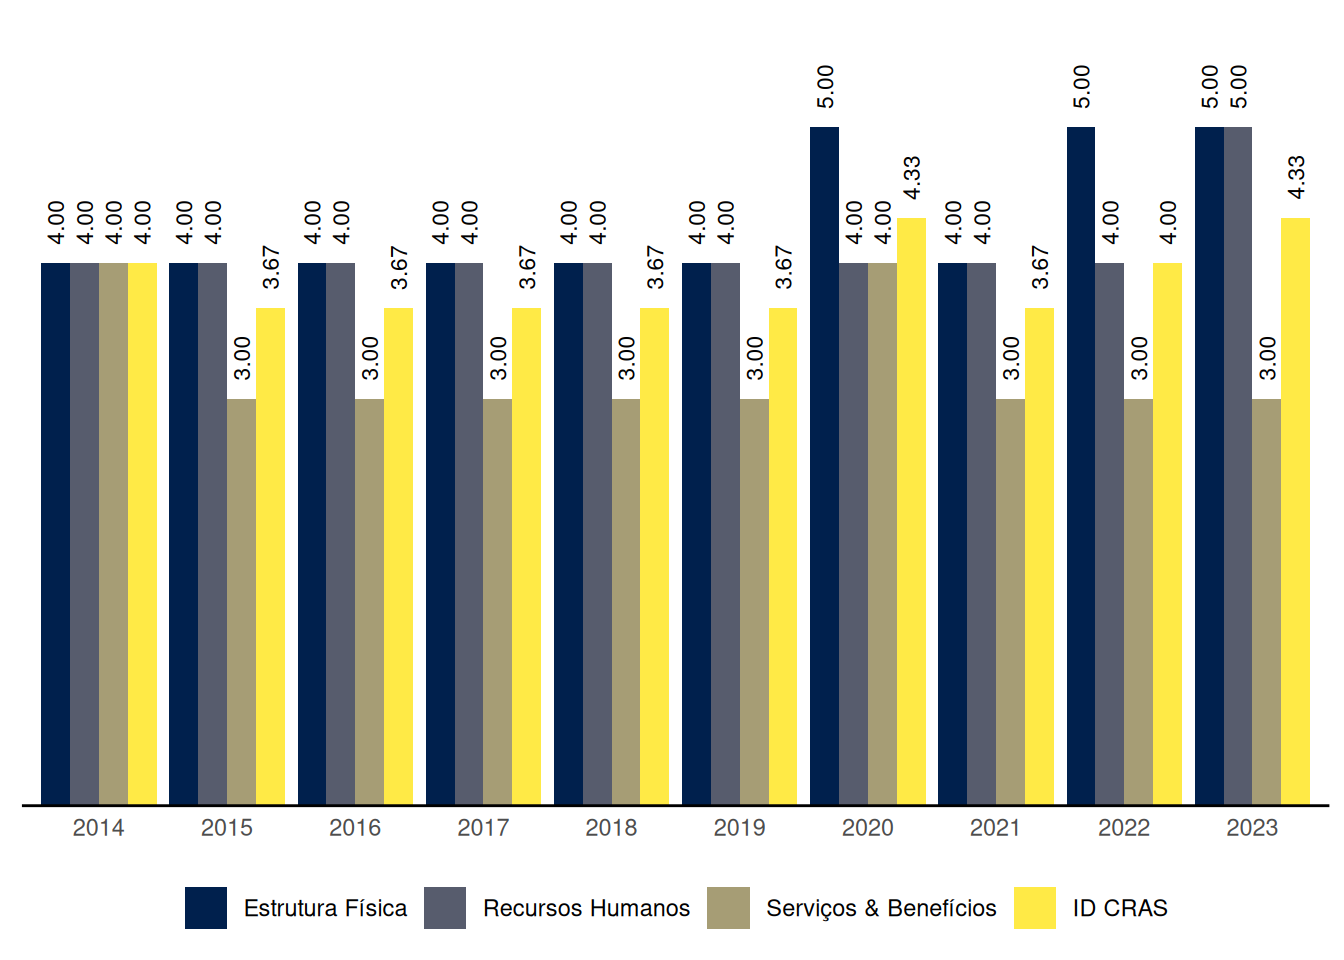 4.00 4.00 4.00 4.00 4.00 4.00 3.00 3.67 4.00 4.00 3.00 3.67 4.00 4.00 3.00 3.67 4.00 4.00 3.00 3.67 4.00 4.00 3.00 3.67 5.00 4.00 4.00 4.33 4.00 4.00 3.00 3.67 5.00 4.00 3.00 4.00 5.00 5.00 3.00 4.33
2014 2015 2016 2017 2018 2019 2020 2021 2022 2023
Estrutura Física Recursos Humanos Serviços & Benefícios ID CRAS